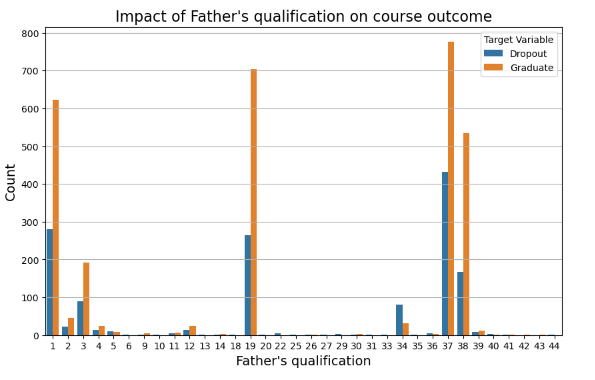 Impact of Father's qualification on course outcome
Target Variable
Dropout
Graduate
800
700
600
500
400
300
200
100
0
Count
1 2 3 4 5 6 9 10 11 12 13 14 18 19 20 22 25 26 27 29 30 31 33 34 35 36 37 38 39 40 41 42 43 44
Father's qualification